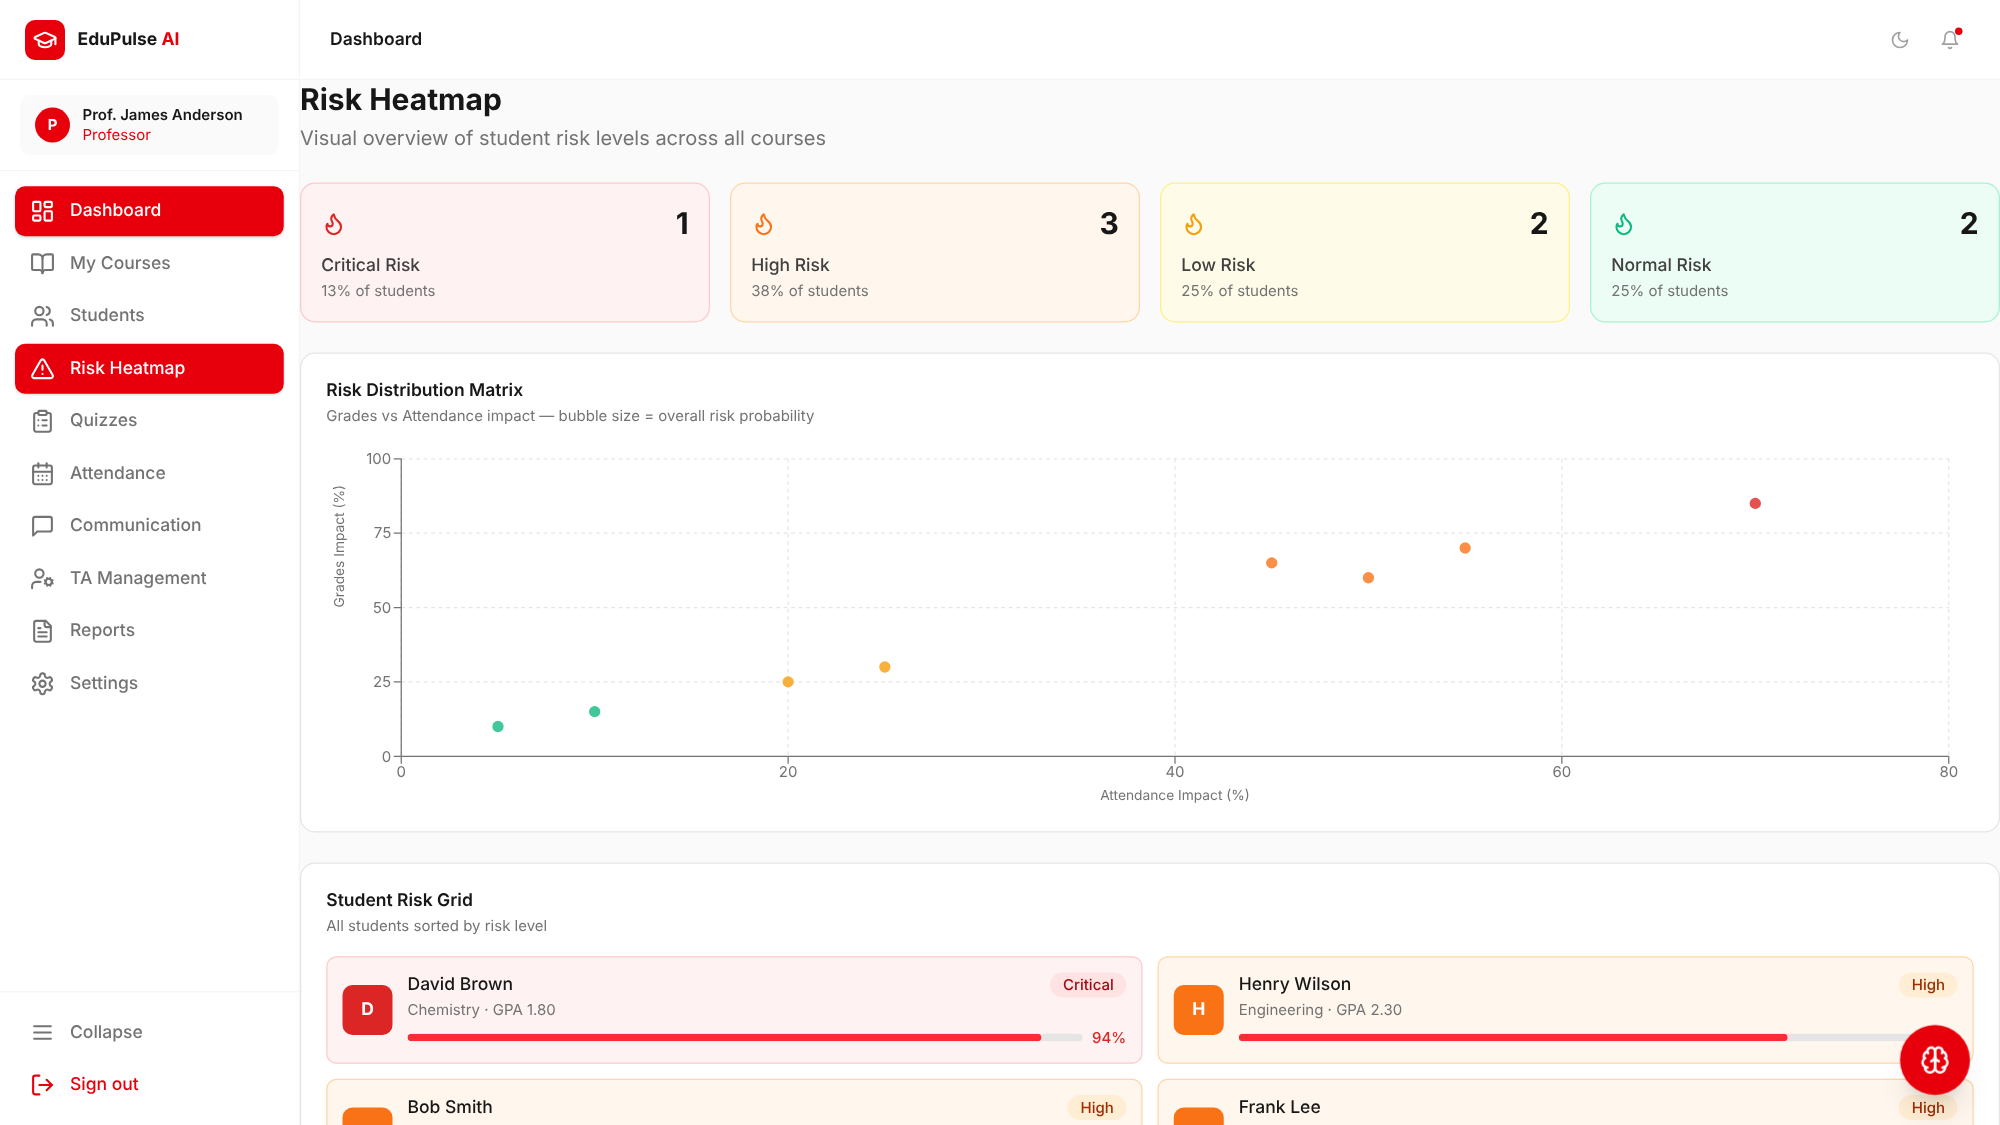 EduPulse AI
Dashboard
P
Prof. James Anderson
Professor
Dashboard
My Courses
Students
Risk Heatmap
Quizzes
Attendance
Communication
TA Management
Reports
Settings
Collapse
Sign out
Risk Heatmap
Visual overview of student risk levels across all courses
1
Critical Risk
13% of students
3
High Risk
38% of students
2
Low Risk
25% of students
2
Normal Risk
25% of students
Risk Distribution Matrix
Grades vs Attendance impact — bubble size = overall risk probability
Grades Impact (%)
100
75
50
25
0
0 20 40 60 80
Attendance Impact (%)
Student Risk Grid
All students sorted by risk level
D
David Brown
Critical
Chemistry · GPA 1.80
94%
H
Henry Wilson
High
Engineering · GPA 2.30
Bob Smith
High
Frank Lee
High